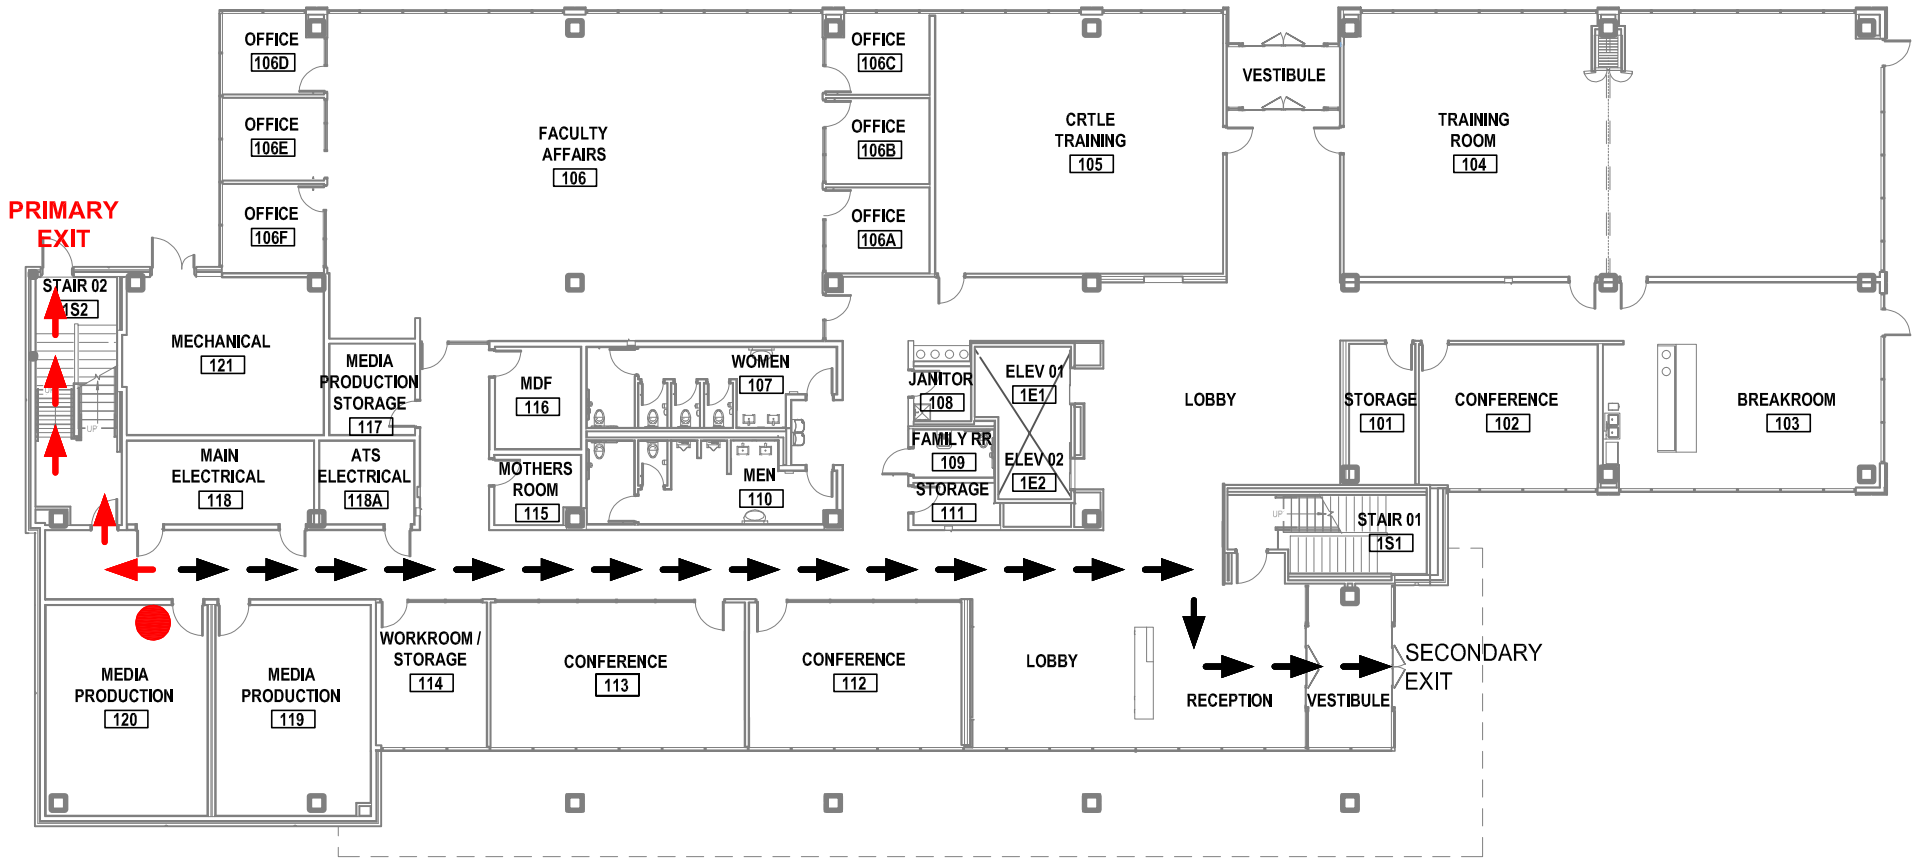 OFFICE
106D
OFFICE
106E
OFFICE
106F
FACULTY
AFFAIRS
106
OFFICE
106C
OFFICE
106B
OFFICE
106A
CRTLE
TRAINING
105
VESTIBULE
TRAINING
ROOM
104
PRIMARY
EXIT
STAIR 02
1S2
UP
MECHANICAL
121
MEDIA
PRODUCTION
STORAGE
117
MDF
116
WOMEN
107
JANITOR
108
ELEV 01
1E1
LOBBY
STORAGE
101
CONFERENCE
102
BREAKROOM
103
MAIN
ELECTRICAL
118
ATS
ELECTRICAL
118A
MOTHERS
ROOM
115
MEN
110
FAMILY RR
109
STORAGE
111
ELEV 02
1E2
UP
STAIR 01
1S1
MEDIA
PRODUCTION
120
MEDIA
PRODUCTION
119
WORKROOM /
STORAGE
114
CONFERENCE
113
CONFERENCE
112
LOBBY
RECEPTION
VESTIBULE
SECONDARY
EXIT